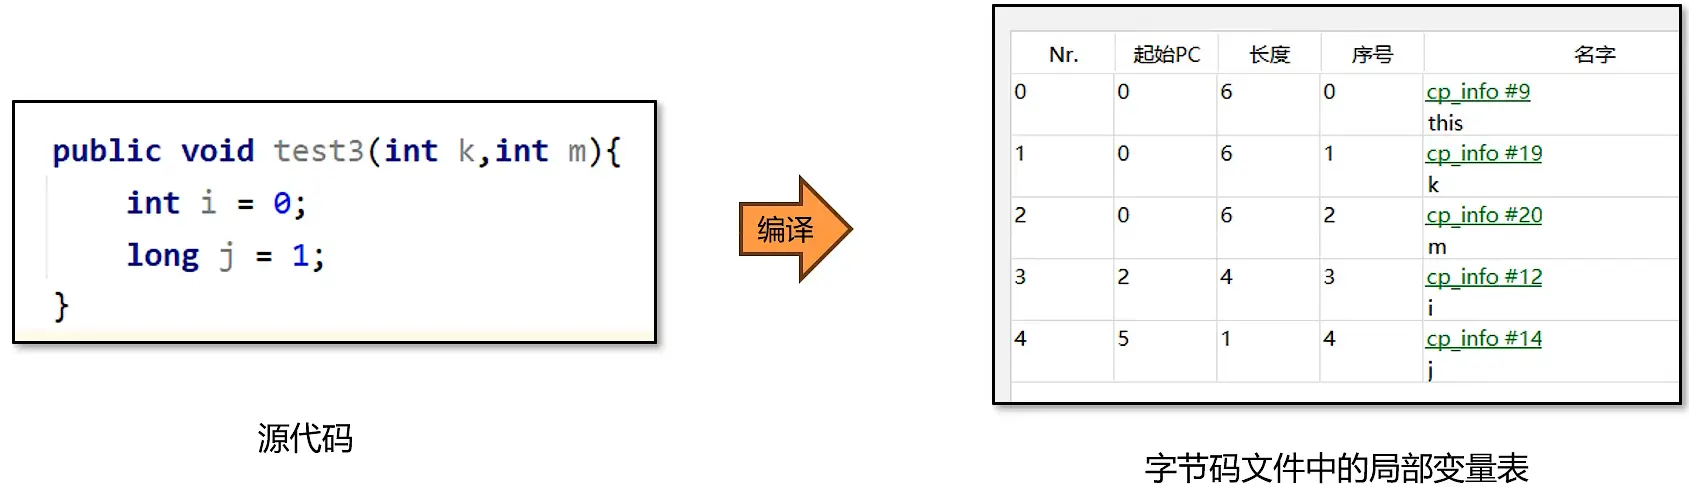 public void test3(int k,int m){
int i = 0;
long j = 1;
}
源代码
编译
Nr. 起始PC 长度 序号 名字
0 0 6 0 cp_info #9
this
1 0 6 1 cp_info #19
k
2 0 6 2 cp_info #20
m
3 2 4 3 cp_info #12
i
4 5 1 4 cp_info #14
j
字节码文件中的局部变量表